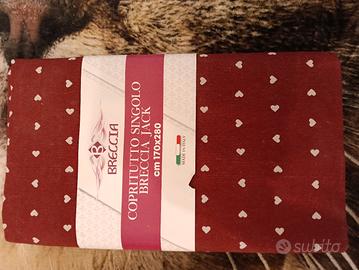 BRECCIA
COPRITUTTO SINGOLO
BRECCIA JACK
cm 170x280
MADE IN ITALY
subito